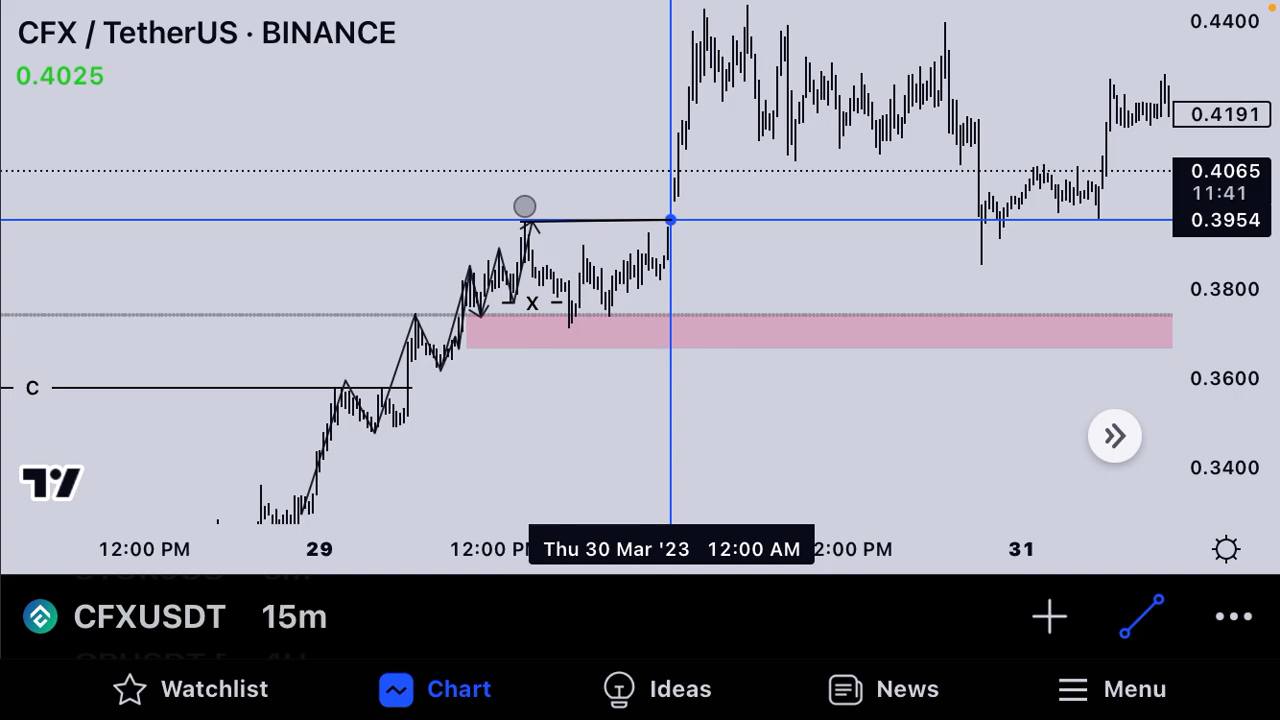 CFX / TetherUS · BINANCE
0.4025
0.4400
0.4191
0.4065
11:41
0.3954
0.3800
0.3600
0.3400
X
C
12:00 PM
29
12:00 P
Thu 30 Mar '23 12:00 AM
2:00 PM
31
CFXUSDT 15m
Watchlist
Chart
Ideas
News
Menu